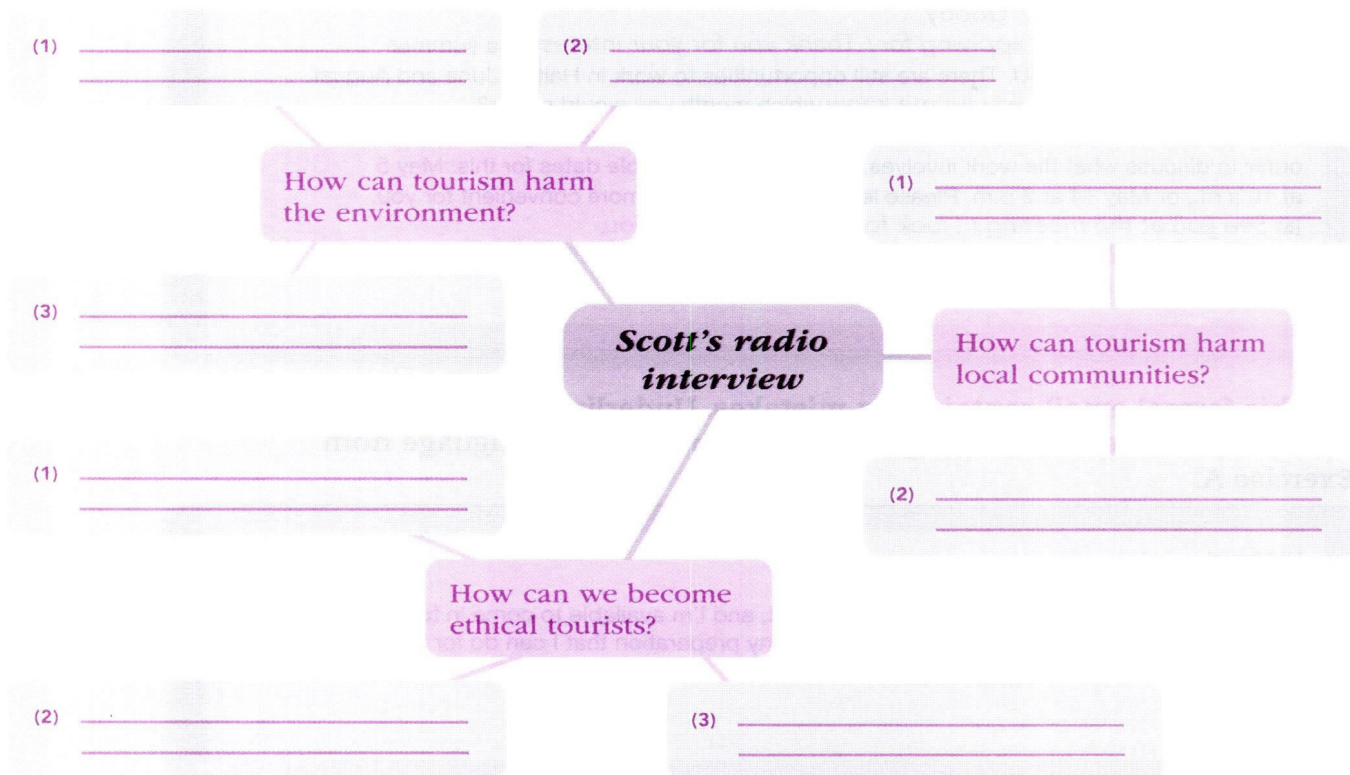 (1)
(2)
How can tourism harm
the environment?
(3)
Scott's radio
interview
(1)
How can tourism harm
local communities?
(2)
(1)
How can we become
ethical tourists?
(2)
(3)